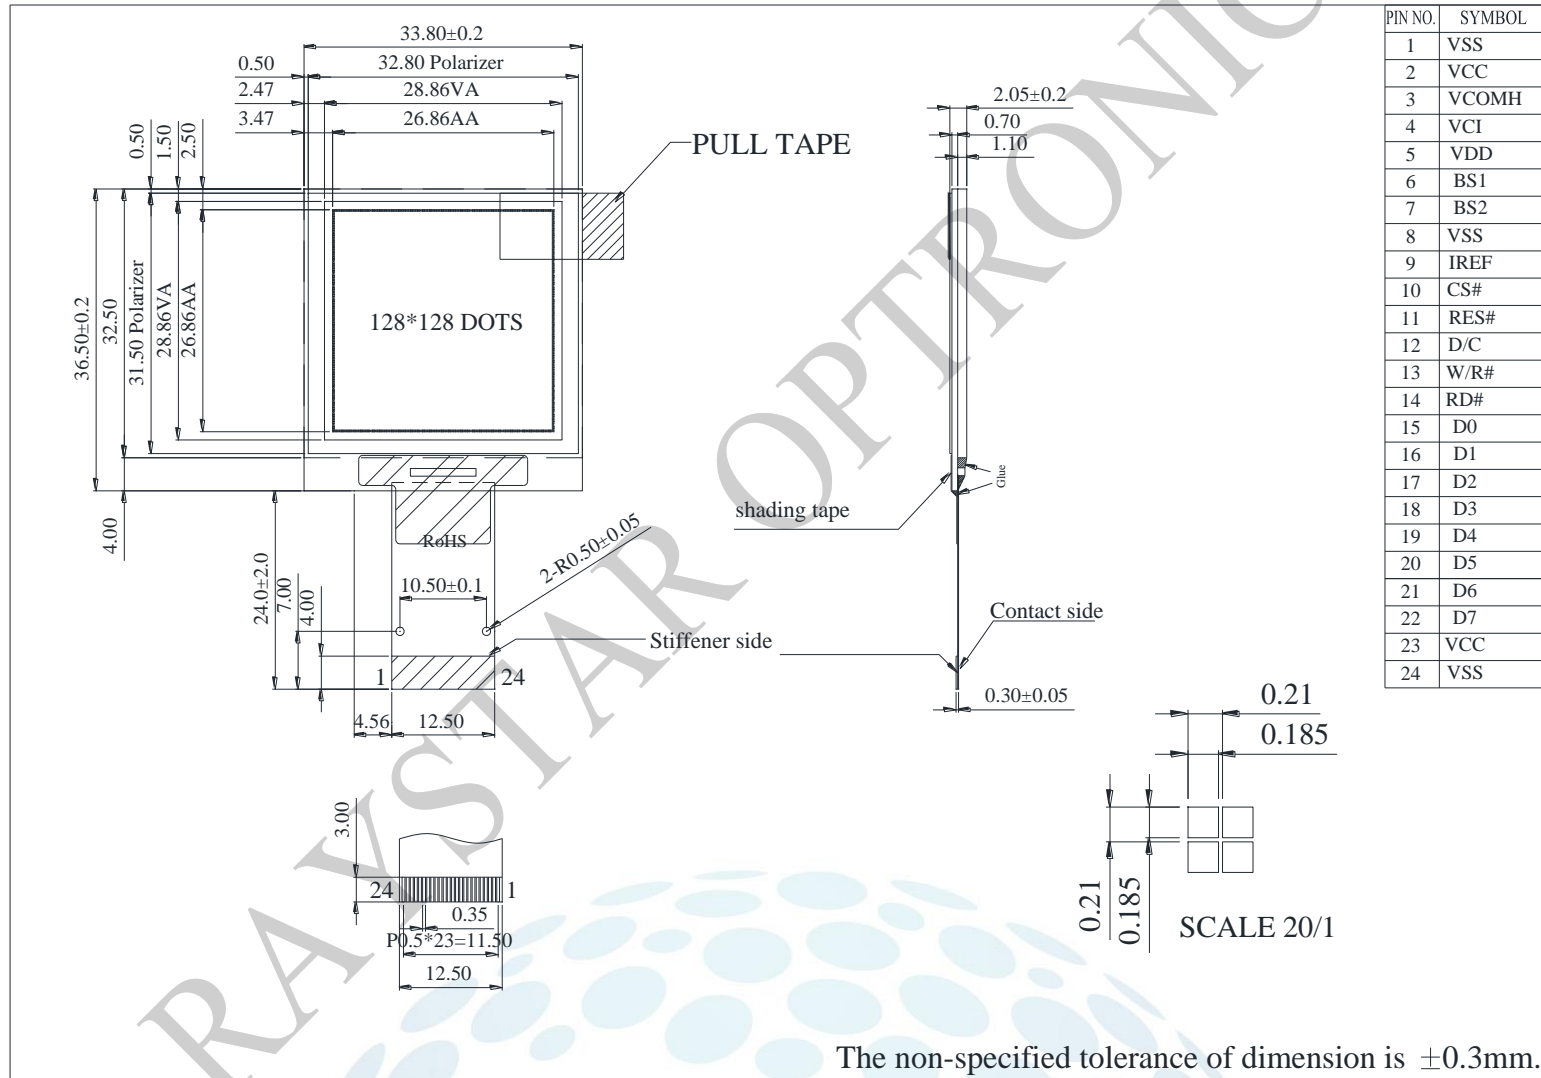 33.80±0.2
0.50
32.80 Polarizer
2.47
28.86VA
3.47
26.86AA
0.50
1.50
2.50
PULL TAPE
36.50±0.2
32.50
31.50 Polarizer
28.86VA
26.86AA
128*128 DOTS
4.00
RoHS
24.0±2.0
7.00
4.00
10.50±0.1
2-R0.50±0.05
Stiffener side
1
24
4.56
12.50
3.00
24
1
0.35
P0.5*23=11.50
12.50
2.05±0.2
0.70
1.10
Glue
shading tape
Contact side
0.30±0.05
PIN NO. SYMBOL
1 VSS
2 VCC
3 VCOMH
4 VCI
5 VDD
6 BS1
7 BS2
8 VSS
9 IREF
10 CS#
11 RES#
12 D/C
13 W/R#
14 RD#
15 D0
16 D1
17 D2
18 D3
19 D4
20 D5
21 D6
22 D7
23 VCC
24 VSS
0.21
0.185
0.21
0.185
SCALE 20/1
The non-specified tolerance of dimension is ±0.3mm.
RAYSTAR OPTRONIC